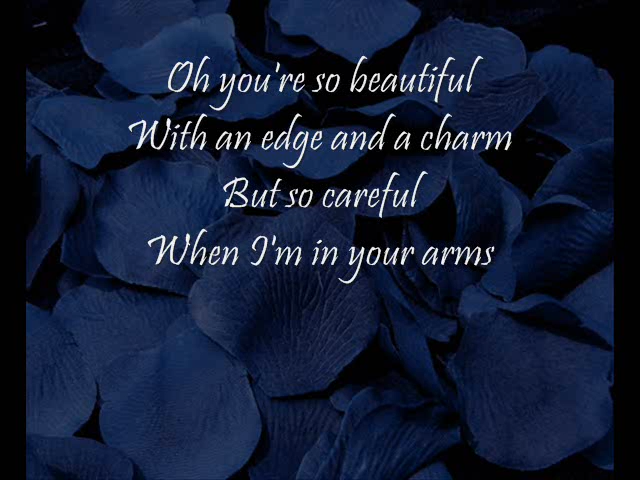 Oh you're so beautiful
With an edge and a charm
But so careful
When I'm in your arms